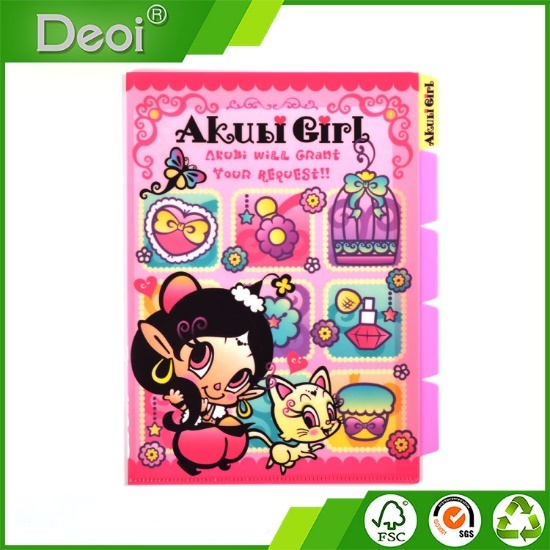 Deoi®
Akubi Girl
Akubi will Grant
Your Request!!
Akubi Girl
FSC
SGS